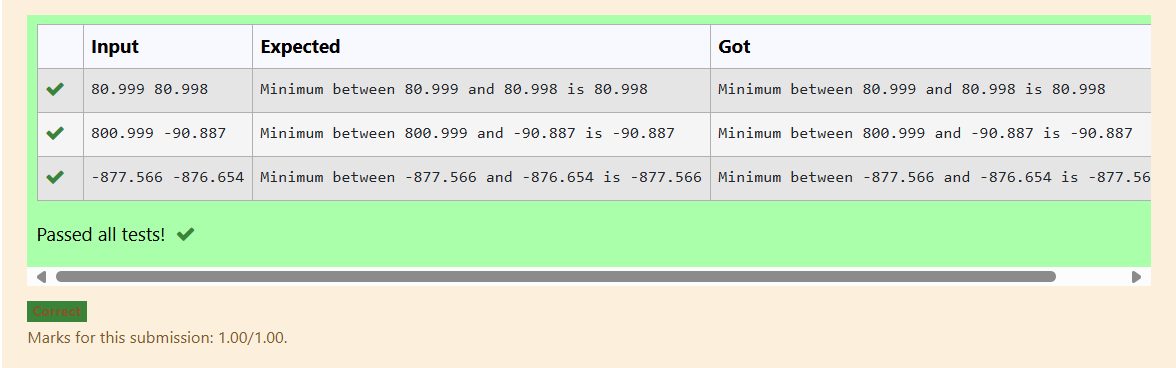 Input Expected Got
80.999 80.998 Minimum between 80.999 and 80.998 is 80.998 Minimum between 80.999 and 80.998 is 80.998
800.999 -90.887 Minimum between 800.999 and -90.887 is -90.887 Minimum between 800.999 and -90.887 is -90.887
-877.566 -876.654 Minimum between -877.566 and -876.654 is -877.566 Minimum between -877.566 and -876.654 is -877.56
Passed all tests!
Correct
Marks for this submission: 1.00/1.00.